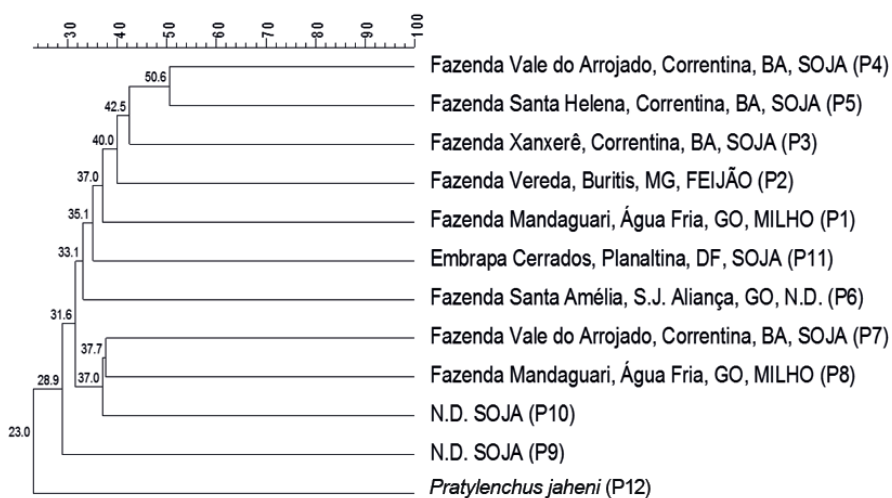 30 40 50 60 70 80 90 100
Fazenda Vale do Arrojado, Correntina, BA, SOJA (P4)
50.6
Fazenda Santa Helena, Correntina, BA, SOJA (P5)
42.5
Fazenda Xanxerê, Correntina, BA, SOJA (P3)
40.0
Fazenda Vereda, Buritis, MG, FEIJÃO (P2)
37.0
Fazenda Mandaguari, Água Fria, GO, MILHO (P1)
35.1
Embrapa Cerrados, Planaltina, DF, SOJA (P11)
33.1
Fazenda Santa Amélia, S.J. Aliança, GO, N.D. (P6)
31.6
Fazenda Vale do Arrojado, Correntina, BA, SOJA (P7)
37.7
Fazenda Mandaguari, Água Fria, GO, MILHO (P8)
37.0
28.9
N.D. SOJA (P10)
23.0
N.D. SOJA (P9)
Pratylenchus jaheni (P12)